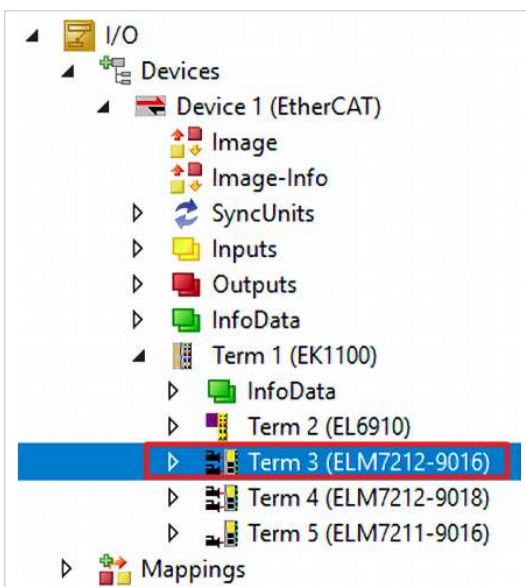 I/O
Devices
Device 1 (EtherCAT)
Image
Image-Info
SyncUnits
Inputs
Outputs
InfoData
Term 1 (EK1100)
InfoData
Term 2 (EL6910)
Term 3 (ELM7212-9016)
Term 4 (ELM7212-9018)
Term 5 (ELM7211-9016)
Mappings